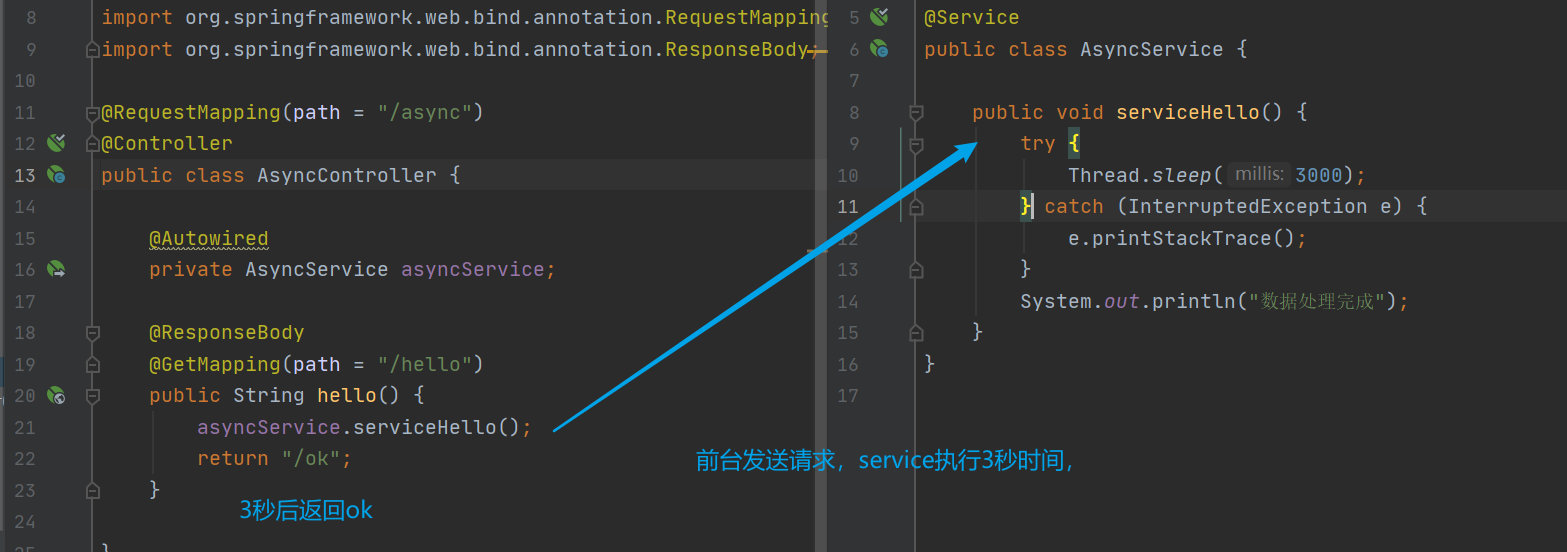 8 import org.springframework.web.bind.annotation.RequestMapping
9 import org.springframework.web.bind.annotation.ResponseBody;
10
11 @RequestMapping(path = "/async")
12 @Controller
13 public class AsyncController {
14
15 @Autowired
16 private AsyncService asyncService;
17
18 @ResponseBody
19 @GetMapping(path = "/hello")
20 public String hello() {
21 asyncService.serviceHello();
22 return "/ok";
23 }
3秒后返回ok
24
}
5 @Service
6 public class AsyncService {
7
8 public void serviceHello() {
9 try {
10 Thread.sleep( millis: 3000);
11 } catch (InterruptedException e) {
12 e.printStackTrace();
13 }
14 System.out.println("数据处理完成");
15 }
16 }
17
前台发送请求，service执行3秒时间，